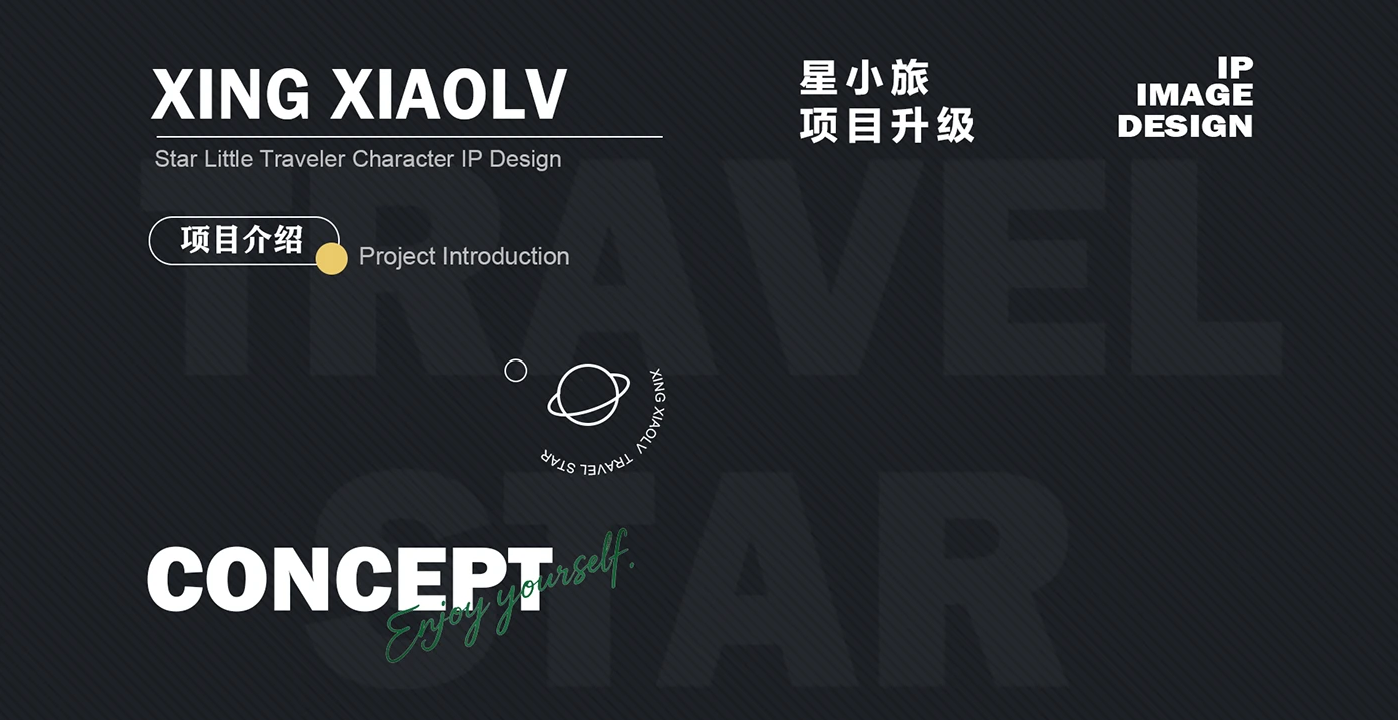 XING XIAOLV
Star Little Traveler Character IP Design
星小旅
项目升级
IP
IMAGE
DESIGN
项目介绍
Project Introduction
TRAVEL
XING XIAOLV TRAVEL STAR
STAR
CONCEPT
Enjoy yourself.